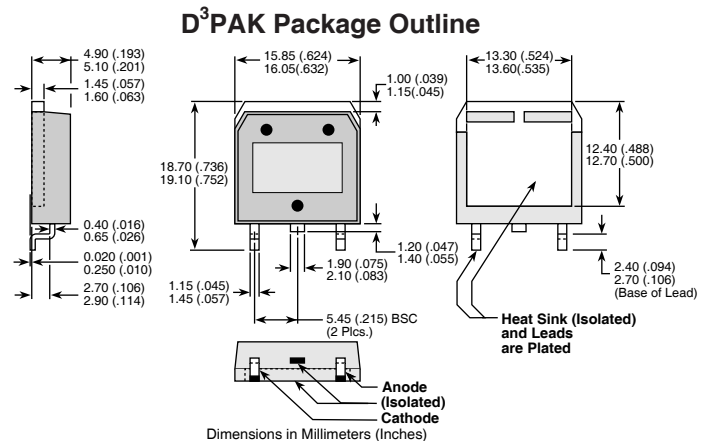 D³PAK Package Outline
4.90 (.193)
5.10 (.201)
1.45 (.057)
1.60 (.063)
15.85 (.624)
16.05(.632)
1.00 (.039)
1.15(.045)
13.30 (.524)
13.60(.535)
18.70 (.736)
19.10 (.752)
12.40 (.488)
12.70 (.500)
0.40 (.016)
0.65 (.026)
0.020 (.001)
0.250 (.010)
2.70 (.106)
2.90 (.114)
1.15 (.045)
1.45 (.057)
1.90 (.075)
2.10 (.083)
1.20 (.047)
1.40 (.055)
2.40 (.094)
2.70 (.106)
(Base of Lead)
5.45 (.215) BSC
(2 Plcs.)
Heat Sink (Isolated)
and Leads
are Plated
Anode
(Isolated)
Cathode
Dimensions in Millimeters (Inches)